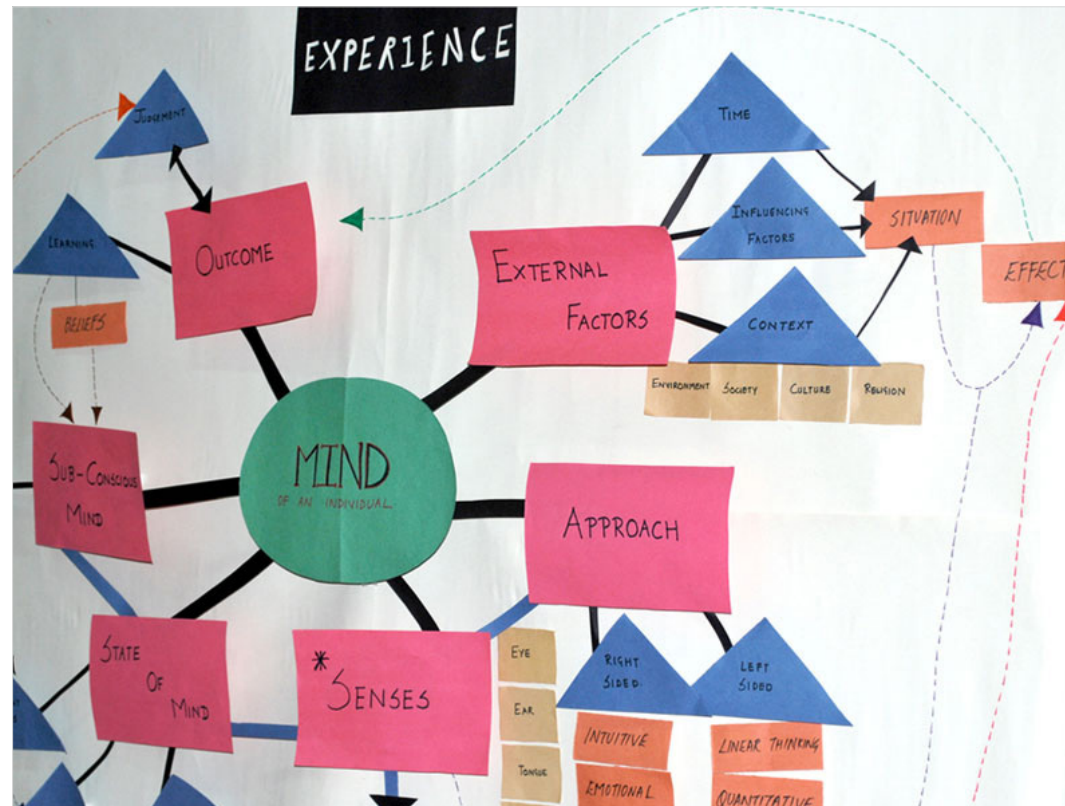 EXPERIENCE
JUDGEMENT
TIME
LEARNING
OUTCOME
INFLUENCING
FACTORS
SITUATION
EXTERNAL
FACTORS
EFFECT
BELIEFS
CONTEXT
ENVIRONMENT
SOCIETY
CULTURE
RELIGION
MIND
OF AN INDIVIDUAL
SUB-CONSCIOUS
MIND
APPROACH
STATE
OF
MIND
*SENSES
EYE
EAR
TONGUE
RIGHT
SIDED.
LEFT
SIDED
INTUITIVE
EMOTIONAL
LINEAR THINKING
QUANTITATIVE